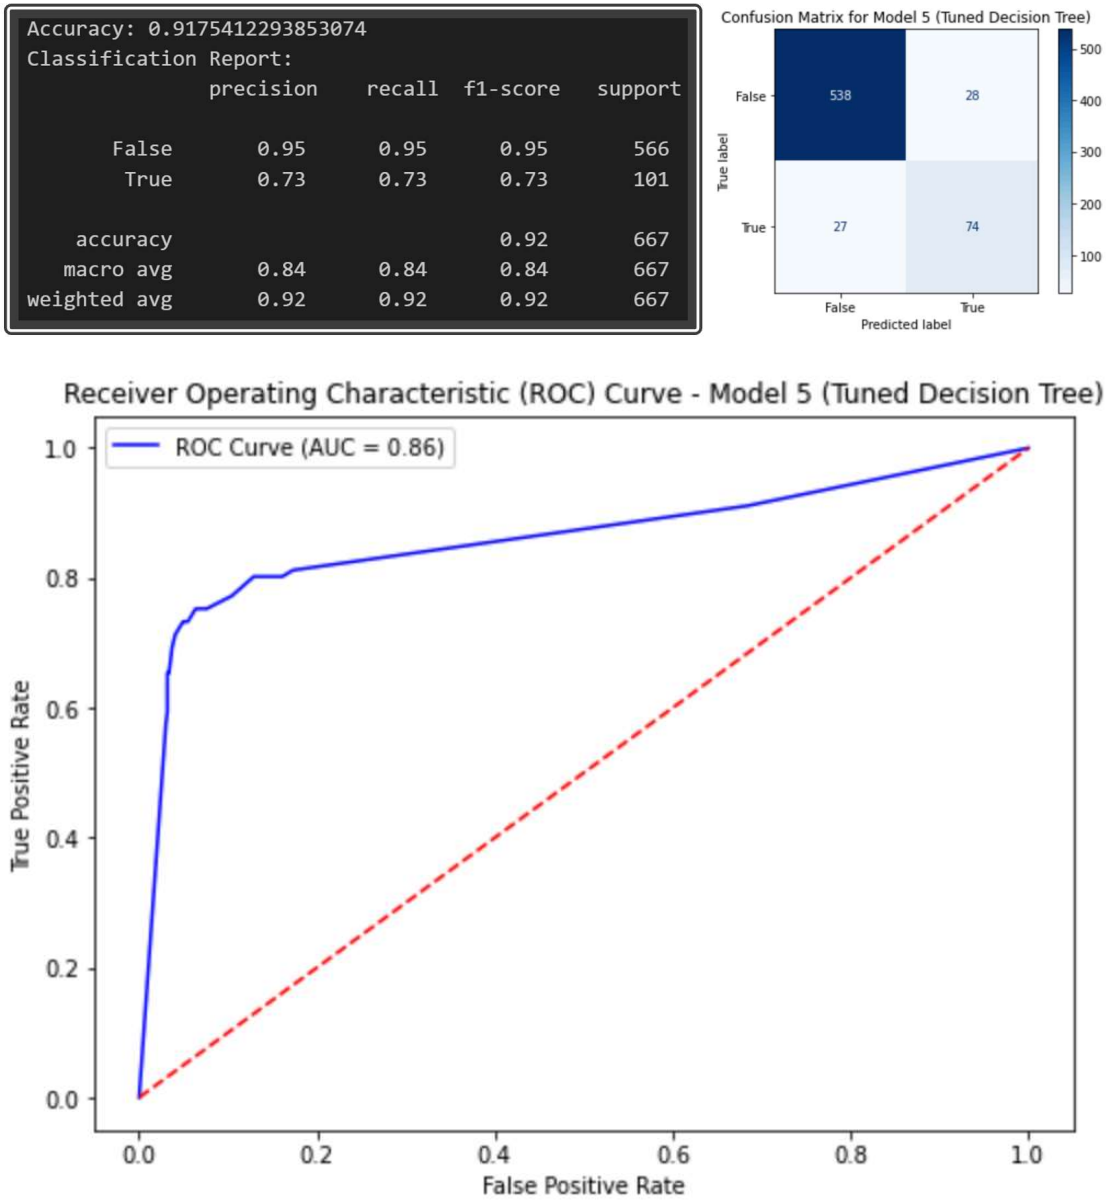 Accuracy: 0.9175412293853074
Classification Report:
precision recall f1-score support
False 0.95 0.95 0.95 566
True 0.73 0.73 0.73 101
accuracy 0.92 667
macro avg 0.84 0.84 0.84 667
weighted avg 0.92 0.92 0.92 667
Confusion Matrix for Model 5 (Tuned Decision Tree)
True label
False 538 28
True 27 74
False True
Predicted label
500
400
300
200
100
Receiver Operating Characteristic (ROC) Curve - Model 5 (Tuned Decision Tree)
ROC Curve (AUC = 0.86)
True Positive Rate
1.0
0.8
0.6
0.4
0.2
0.0
0.0 0.2 0.4 0.6 0.8 1.0
False Positive Rate